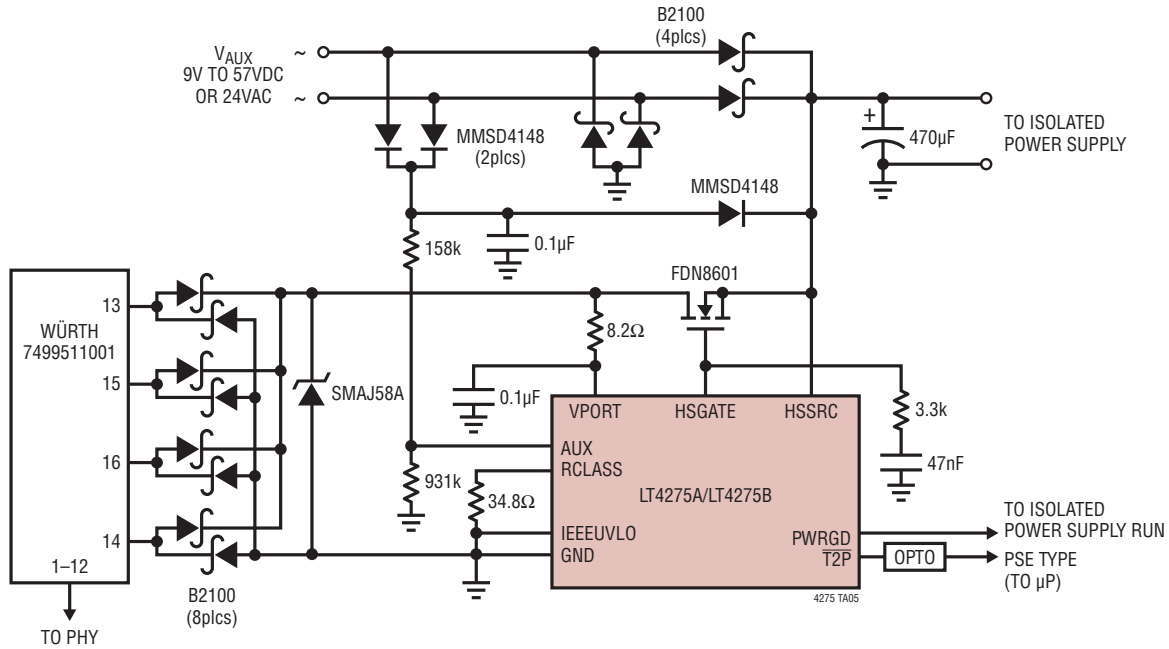 B2100
(4plcs)
VAUX
9V TO 57VDC
OR 24VAC
~
~
MMSD4148
(2plcs)
+
470µF
TO ISOLATED
POWER SUPPLY
MMSD4148
158k
0.1µF
FDN8601
13
WÜRTH
7499511001
8.2Ω
15
SMAJ58A
0.1µF
VPORT
HSGATE
HSSRC
3.3k
AUX
RCLASS
16
931k
34.8Ω
LT4275A/LT4275B
47nF
14
IEEEUVLO
GND
PWRGD
T2P
OPTO
TO ISOLATED
POWER SUPPLY RUN
PSE TYPE
(TO µP)
1–12
B2100
(8plcs)
4275 TA05
TO PHY